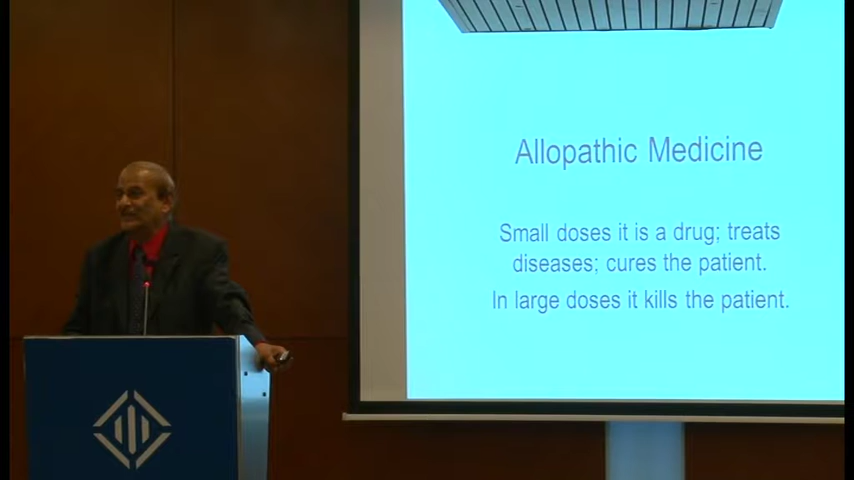 Allopathic Medicine
Small doses it is a drug; treats
diseases; cures the patient.
In large doses it kills the patient.